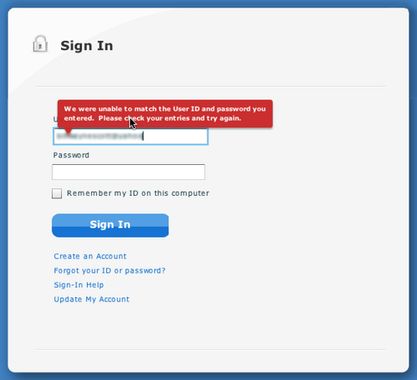 Sign In
We were unable to match the User ID and password you
entered. Please check your entries and try again.
Password
Remember my ID on this computer
Sign In
Create an Account
Forgot your ID or password?
Sign-In Help
Update My Account